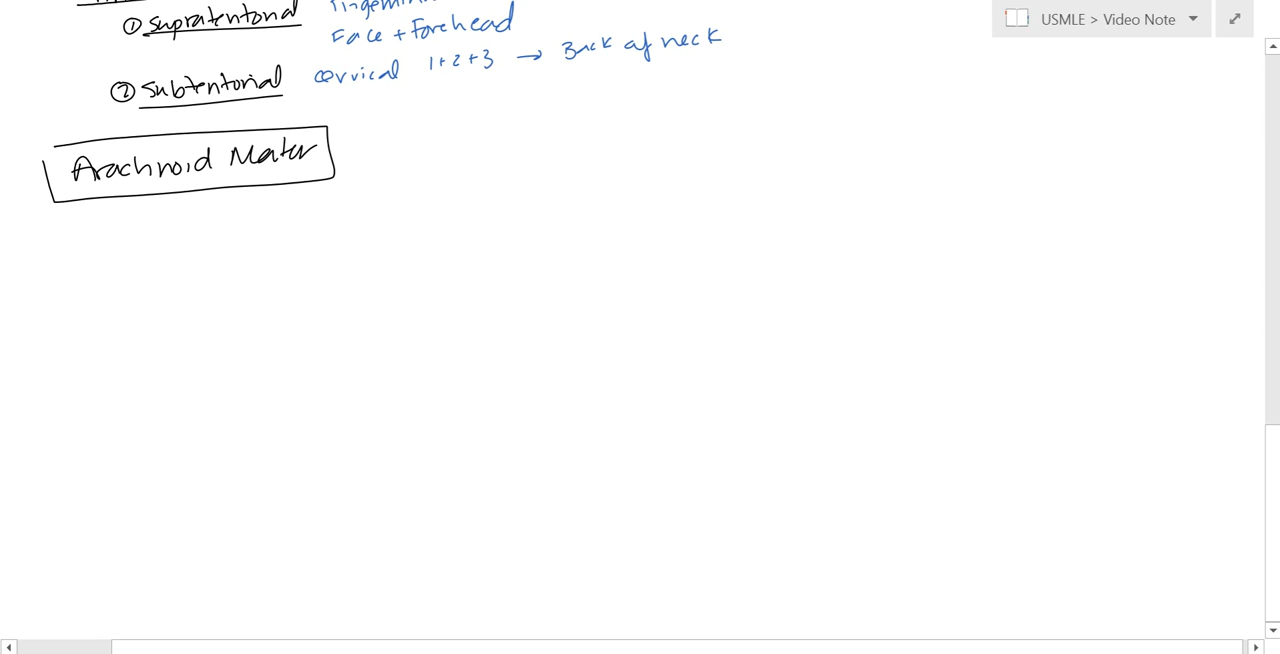 ① Supratentorial
Face + Forehead
② Subtentorial cervical 1+2+3 → Back of neck
Arachnoid Mater
USMLE > Video Note